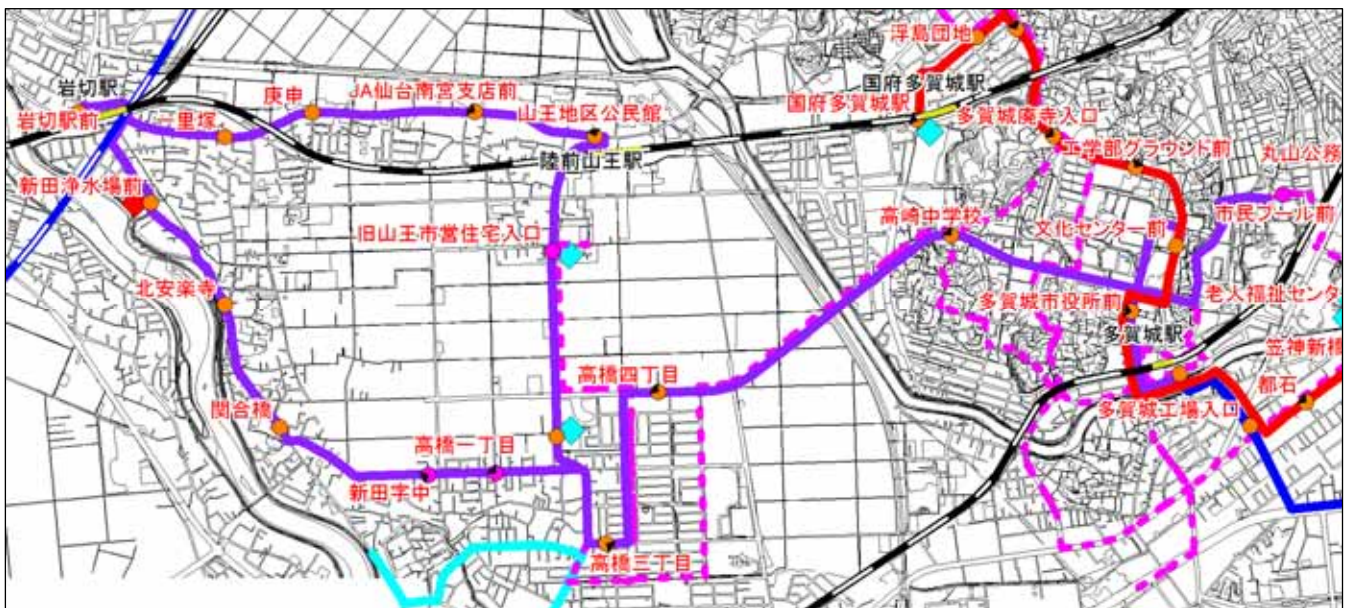 浮島団地
岩切駅
国府多賀城駅
庚申
JA仙台南宮支店前
国府多賀城駅
岩切駅前
一里塚
山王地区公民館
多賀城廃寺入口
陸前山王駅
工学部グラウンド前
丸山公務
新田浄水場前
高崎中学校
市民プール前
旧山王市営住宅入口
文化センター前
北安楽寺
多賀城市役所前
老人福祉センタ
多賀城駅
笠神新橋
高橋四丁目
都石
関合橋
多賀城工場入口
高橋一丁目
新田字中
高橋三丁目